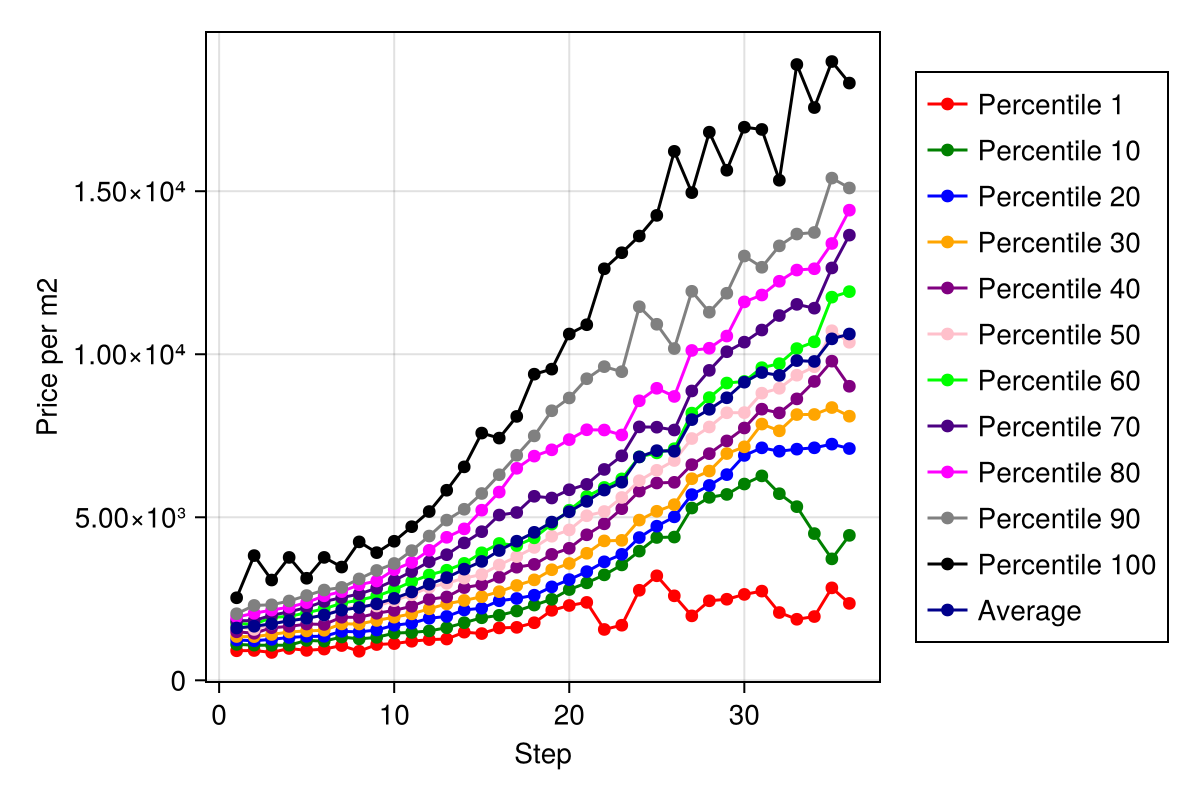 1.50×10⁴
1.00×10⁴
5.00×10³
0
0
10
20
30
Step
Price per m2
Percentile 1
Percentile 10
Percentile 20
Percentile 30
Percentile 40
Percentile 50
Percentile 60
Percentile 70
Percentile 80
Percentile 90
Percentile 100
Average